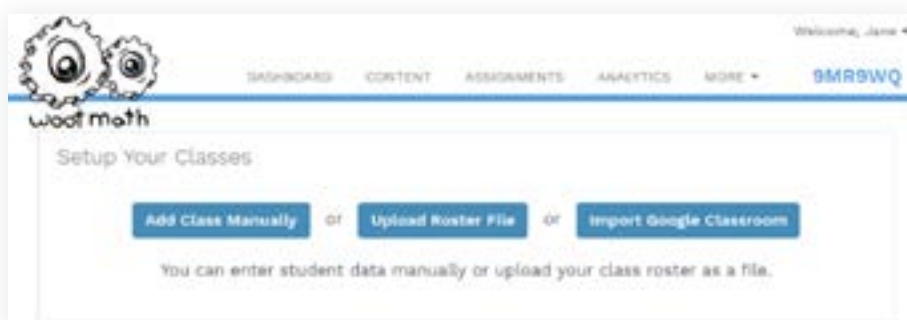 Welcome, Jane
DASHBOARD CONTENT ASSIGNMENTS ANALYTICS MORE
9MR9WQ
woot math
Setup Your Classes
Add Class Manually or Upload Roster File or Import Google Classroom
You can enter student data manually or upload your class roster as a file.